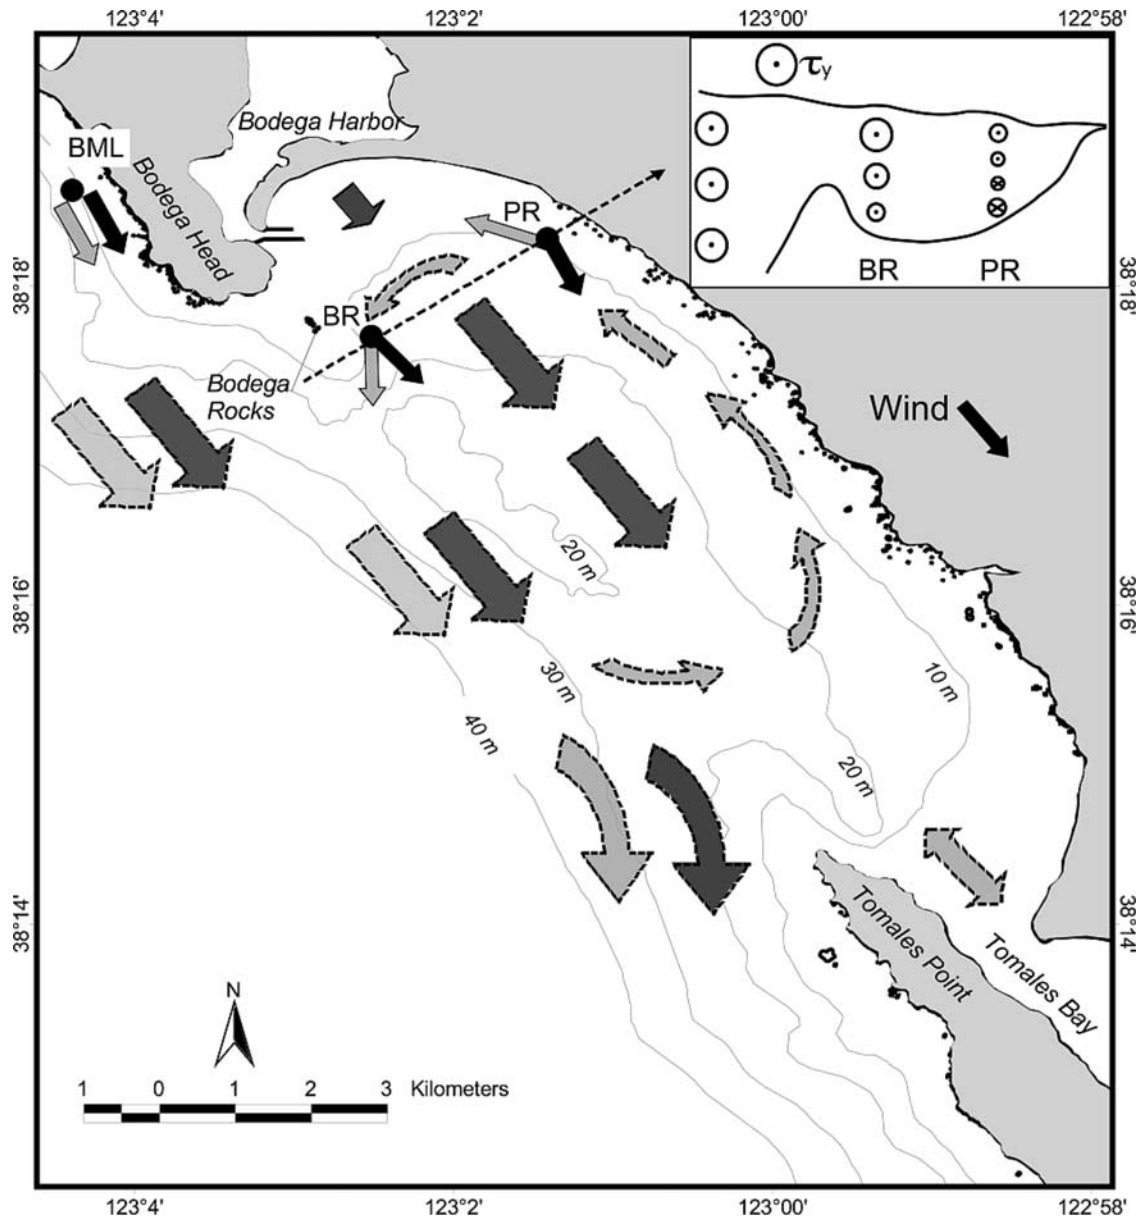 123°4'
123°2'
123°00'
122°58'
τy
Bodega Harbor
BML
Bodega Head
PR
BR
PR
38°18'
38°18'
BR
Bodega
Rocks
Wind
20 m
38°16'
38°16'
30 m
10 m
40 m
20 m
38°14'
38°14'
Tomales Point
Tomales Bay
N
1 0 1 2 3 Kilometers
123°4'
123°2'
123°00'
122°58'